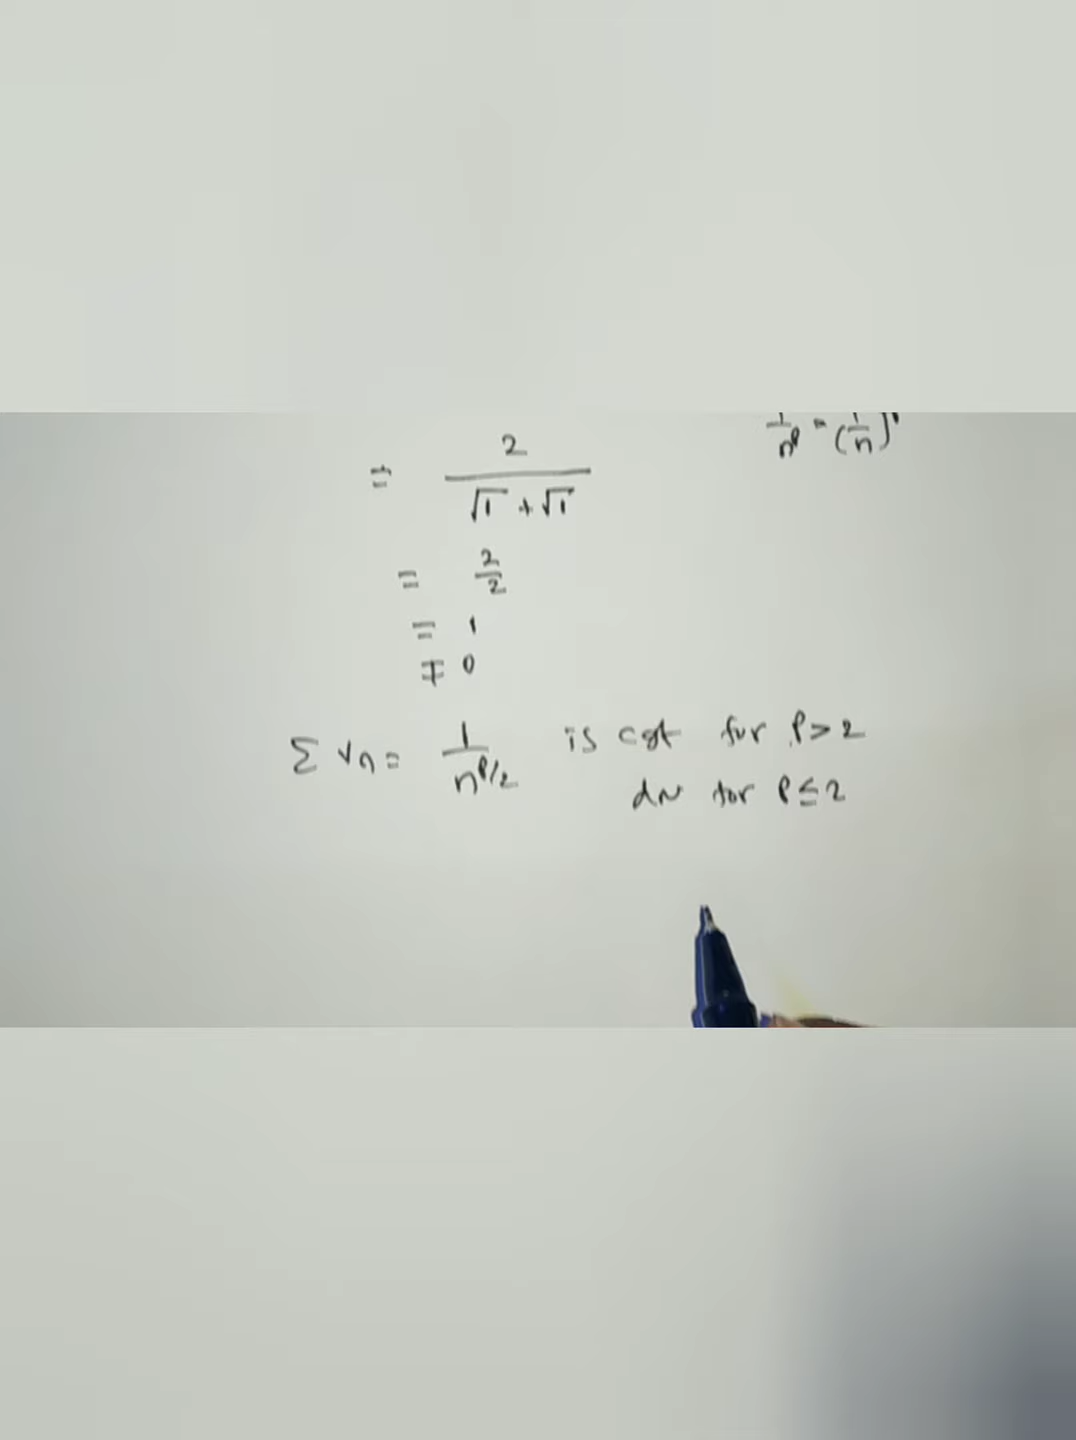 1/n^p = (1/n)^p
= 2/(√1 + √1)
= 2/2
= 1
≠ 0
Σ vn = 1/n^(p/2) is cgt for p > 2
dv for p ≤ 2